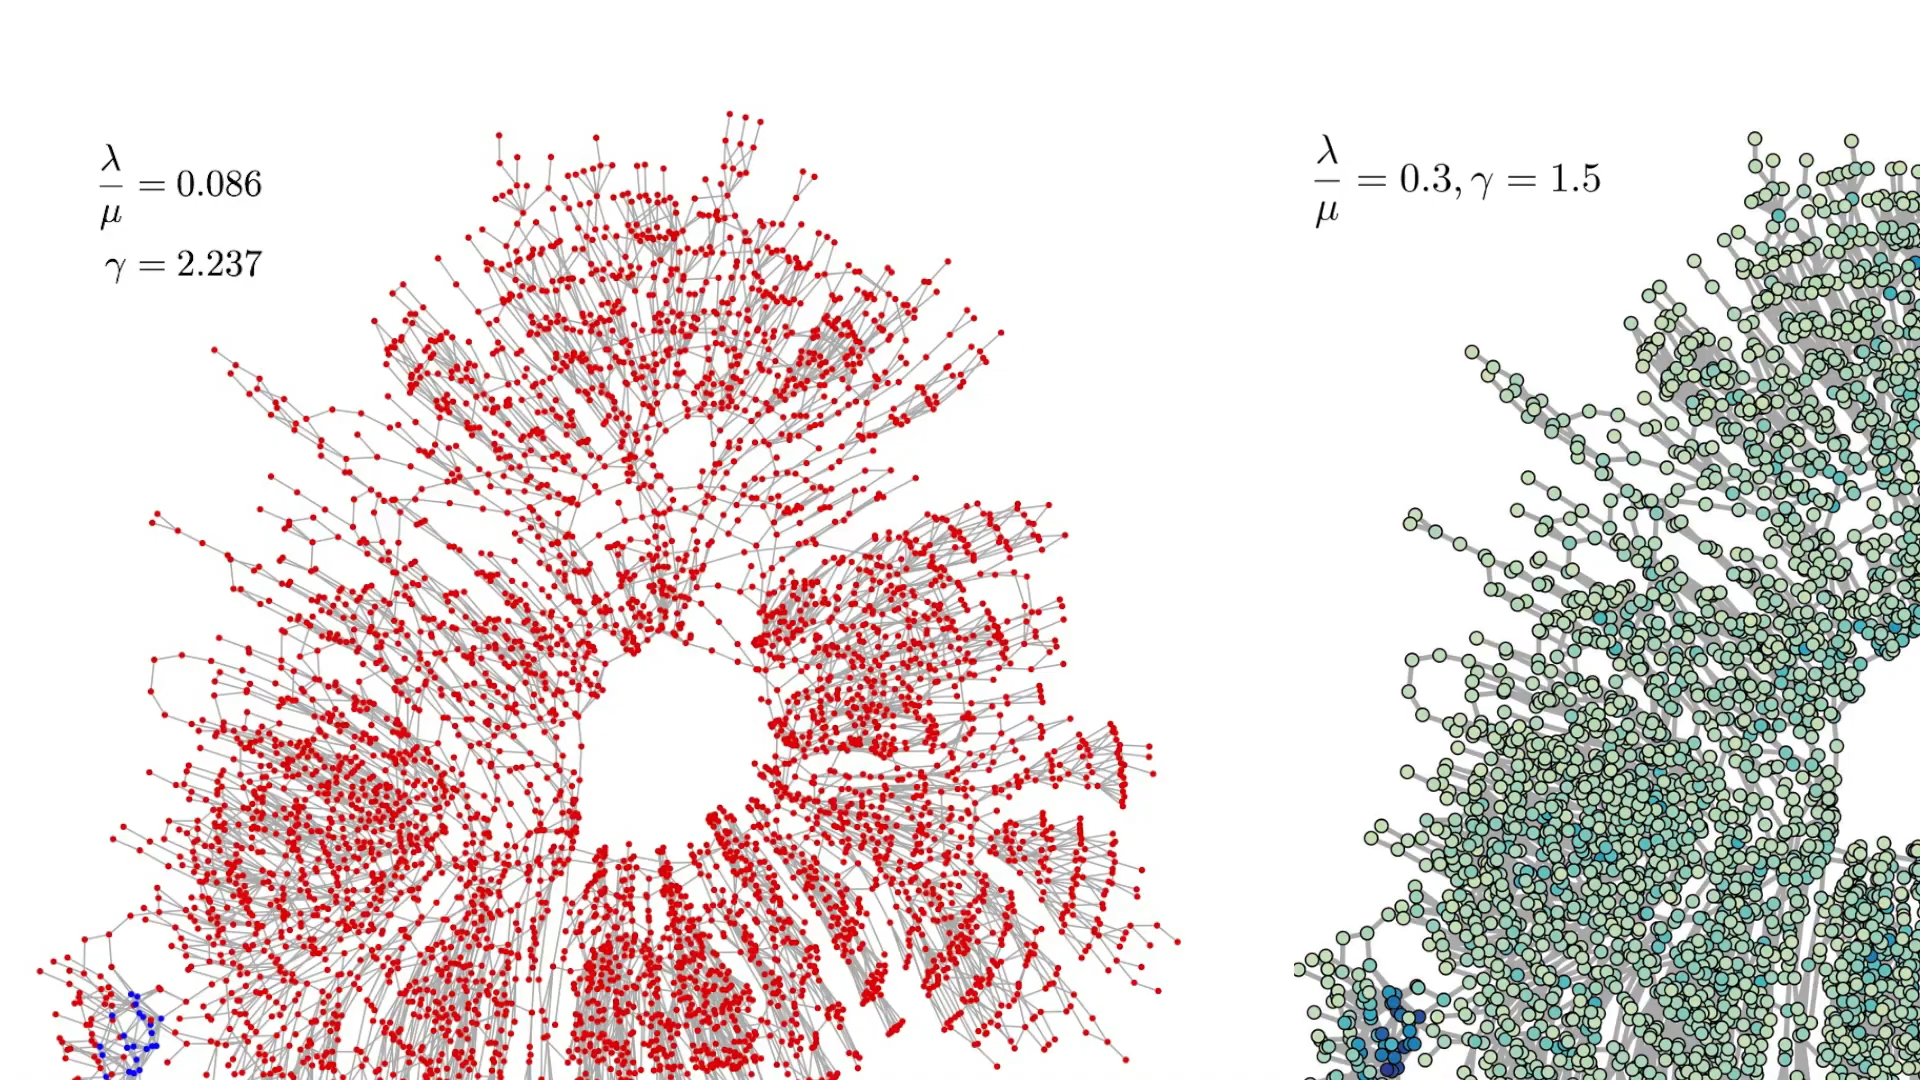 λ/μ = 0.086
γ = 2.237
λ/μ = 0.3, γ = 1.5